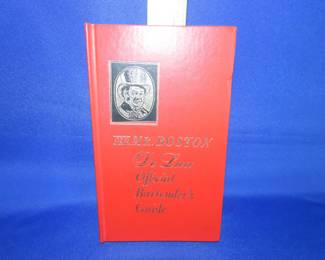 Mr. BOSTON
De Luxe
Official
Bartender's
Guide